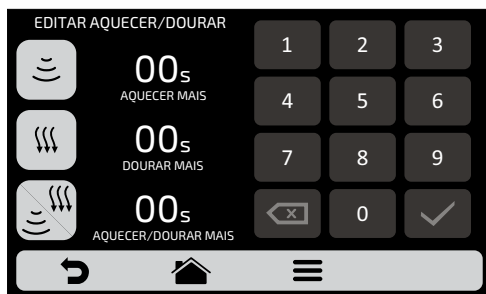 EDITAR AQUECER/DOURAR
00s
AQUECER MAIS
00s
DOURAR MAIS
00s
AQUECER/DOURAR MAIS
1 2 3
4 5 6
7 8 9
0